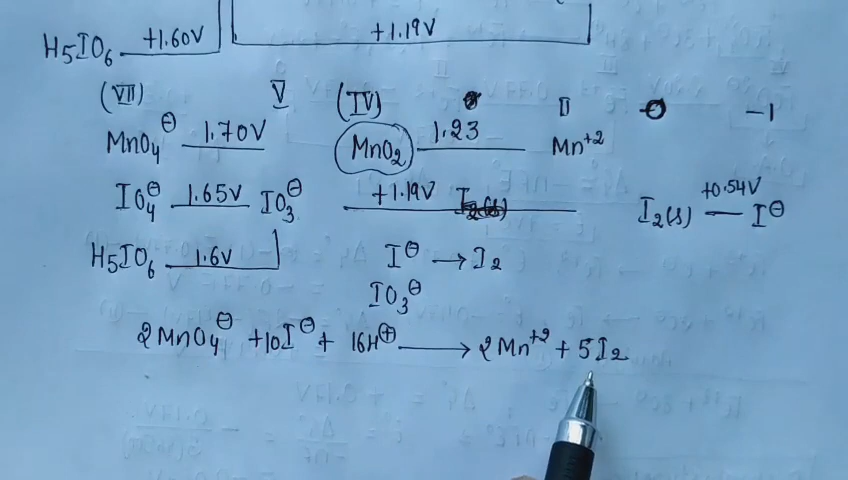 +1.19V
H5IO6 +1.60V
(VII) V (IV) II 0 -1
MnO4⊖ 1.70V MnO2 1.23 Mn+2
IO4⊖ 1.65V IO3⊖ +1.19V I2(s) +0.54V I⊖
H5IO6 1.6V I⊖ → I2
IO3⊖
2MnO4⊖ +10I⊖ + 16H⊕ → 2Mn+2 + 5I2